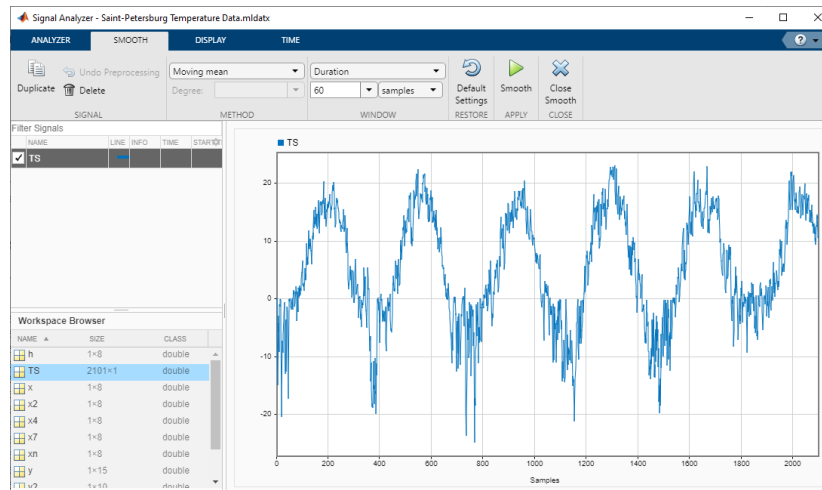 Signal Analyzer - Saint-Petersburg Temperature Data.mldatx
ANALYZER SMOOTH DISPLAY TIME
Duplicate
Undo Preprocessing
Delete
SIGNAL
Moving mean
Degree:
METHOD
Duration
60 samples
WINDOW
Default Settings
RESTORE
Smooth
APPLY
Close Smooth
CLOSE
Filter Signals
NAME LINE INFO TIME
TS
Workspace Browser
NAME ▲ SIZE CLASS
h 1×8 double
TS 2101×1 double
x 1×8 double
x2 1×8 double
x4 1×8 double
x7 1×8 double
xn 1×8 double
y 1×15 double
y2 1×10 double
TS
20
10
0
-10
-20
0 200 400 600 800 1000 1200 1400 1600 1800 2000
Samples